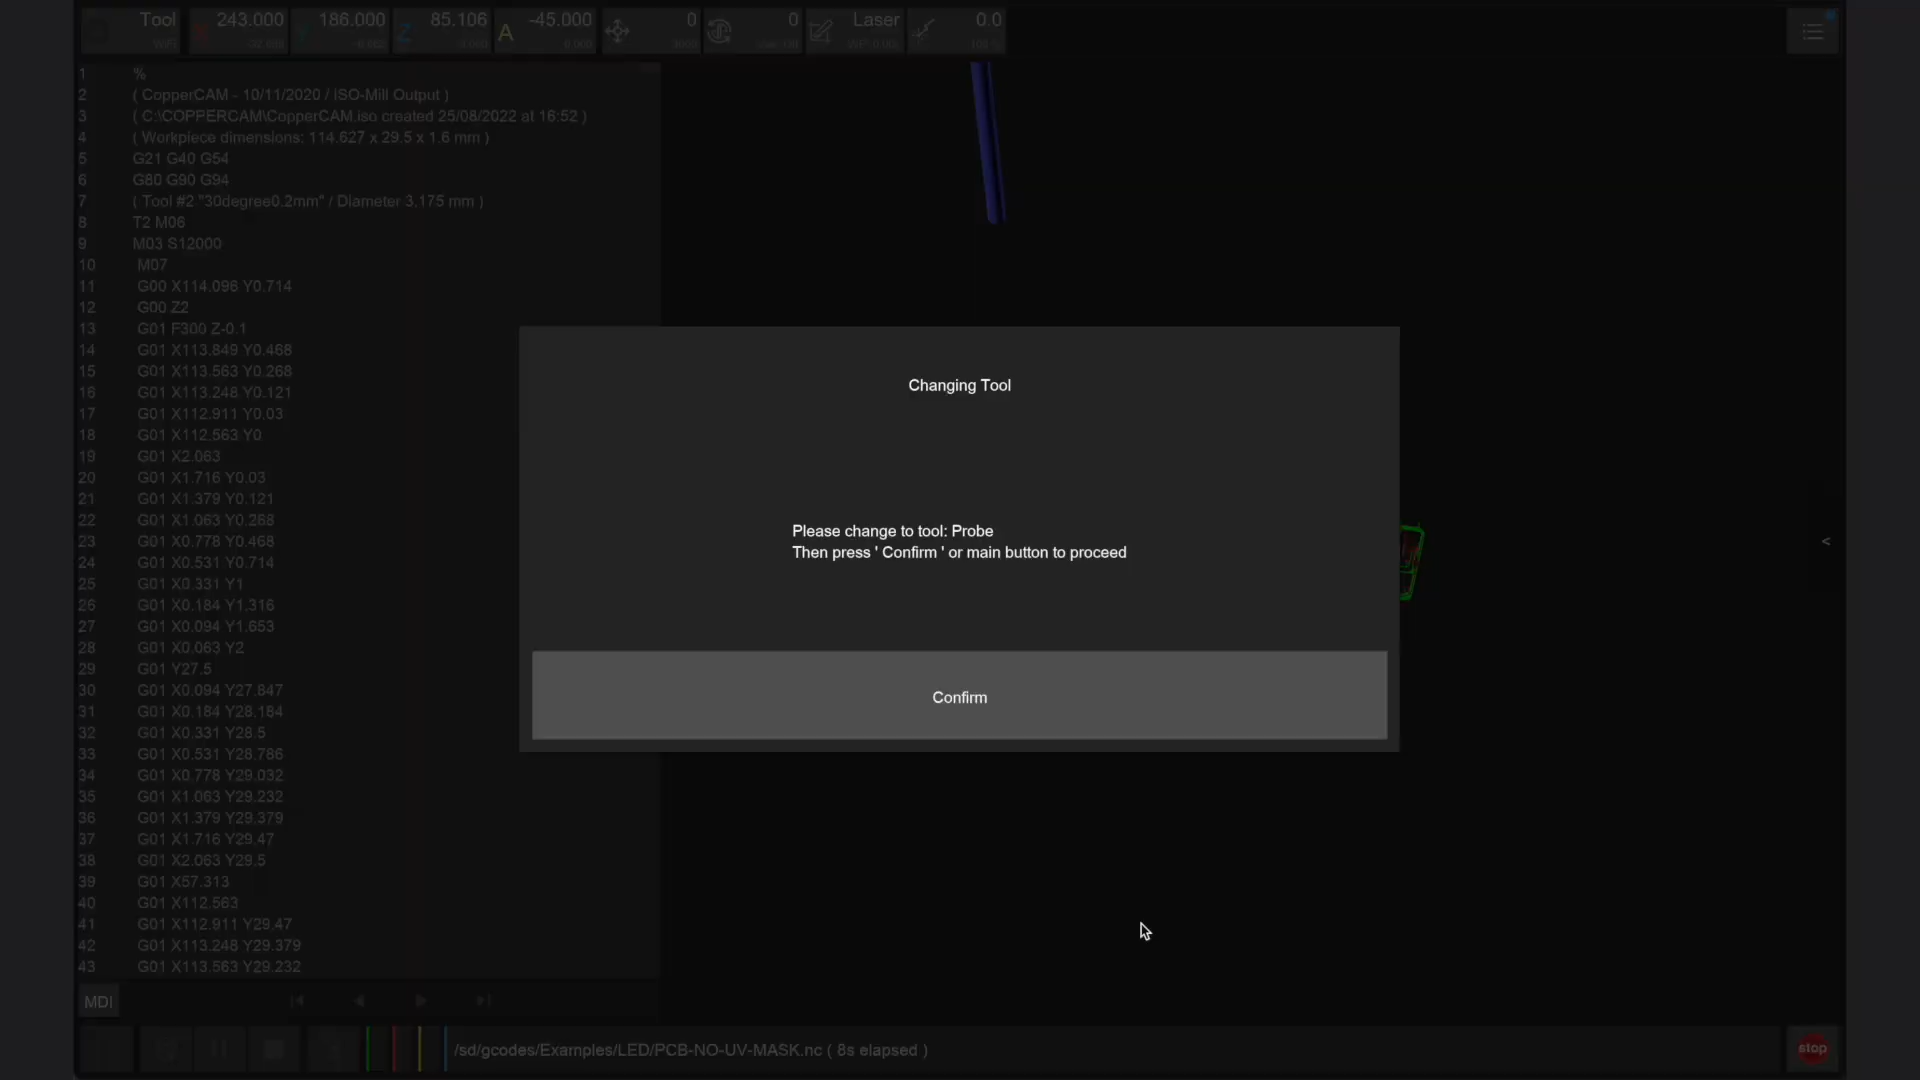 Tool 243.000 186.000 85.106 A -45.000 0 0 Laser 0.0
0.000 0.000
1 %
2 ( CopperCAM - 10/11/2020 / ISO-Mill Output )
3 ( C:\COPPERCAM\CopperCAM.iso created 25/08/2022 at 16:52 )
4 ( Workpiece dimensions: 114.627 x 29.5 x 1.6 mm )
5 G21 G40 G54
6 G80 G90 G94
7 ( Tool #2 "30degree0.2mm" / Diameter 3.175 mm )
8 T2 M06
9 M03 S12000
10 M07
11 G00 X114.096 Y0.714
12 G00 Z2
13 G01 F300 Z-0.1
14 G01 X113.849 Y0.468
15 G01 X113.563 Y0.268
16 G01 X113.248 Y0.121
17 G01 X112.911 Y0.03
18 G01 X112.563 Y0
19 G01 X2.063
20 G01 X1.716 Y0.03
21 G01 X1.379 Y0.121
22 G01 X1.063 Y0.268
23 G01 X0.778 Y0.468
24 G01 X0.531 Y0.714
25 G01 X0.331 Y1
26 G01 X0.184 Y1.316
27 G01 X0.094 Y1.653
28 G01 X0.063 Y2
29 G01 Y27.5
30 G01 X0.094 Y27.847
31 G01 X0.184 Y28.184
32 G01 X0.331 Y28.5
33 G01 X0.531 Y28.786
34 G01 X0.778 Y29.032
35 G01 X1.063 Y29.232
36 G01 X1.379 Y29.379
37 G01 X1.716 Y29.47
38 G01 X2.063 Y29.5
39 G01 X57.313
40 G01 X112.563
41 G01 X112.911 Y29.47
42 G01 X113.248 Y29.379
43 G01 X113.563 Y29.232
Changing Tool
Please change to tool: Probe
Then press ' Confirm ' or main button to proceed
Confirm
<
MDI
/sd/gcodes/Examples/LED/PCB-NO-UV-MASK.nc ( 8s elapsed )
stop